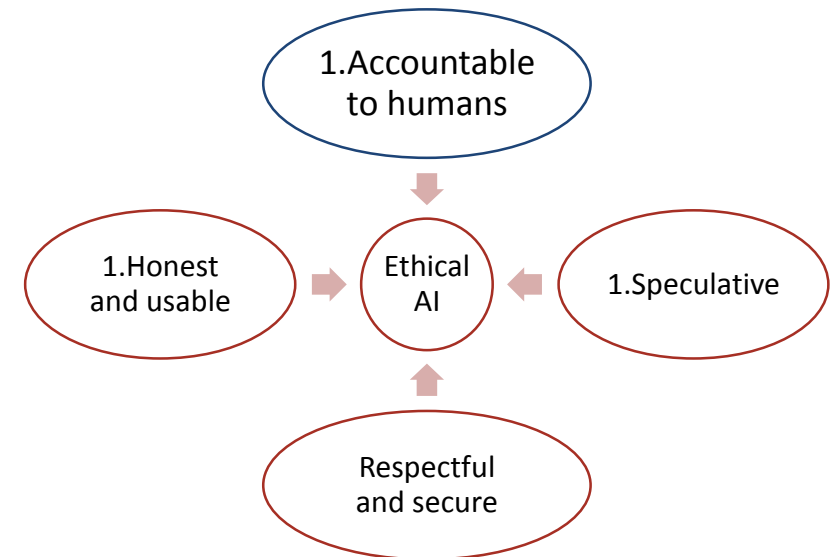 1.Accountable
to humans
1.Honest
and usable
Ethical
AI
1.Speculative
Respectful
and secure